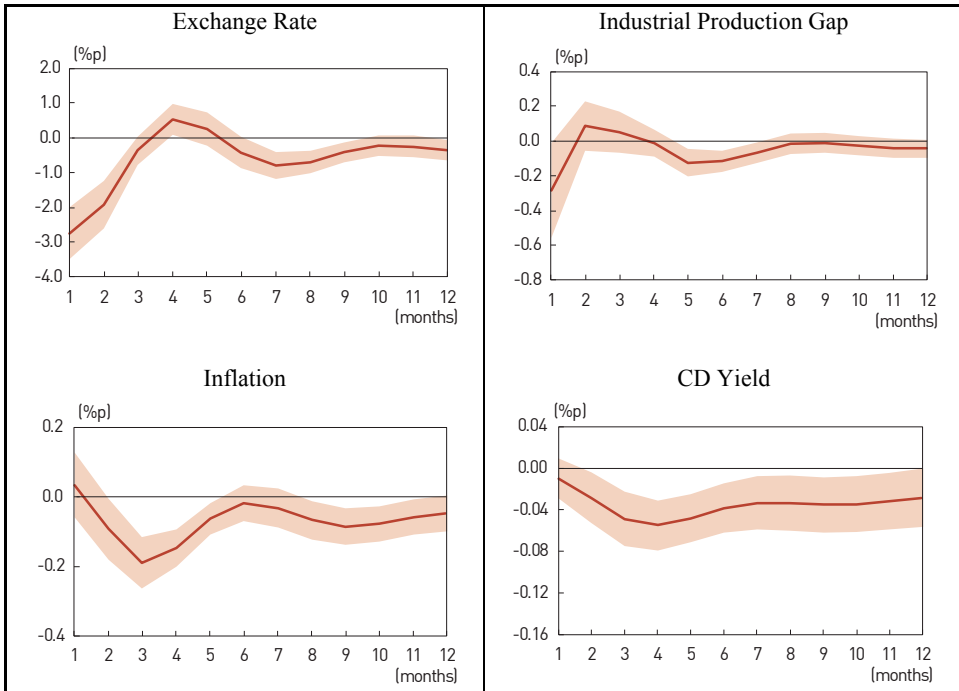 Exchange Rate
(%p)
2.0
1.0
0.0
-1.0
-2.0
-3.0
-4.0
1 2 3 4 5 6 7 8 9 10 11 12
(months)
Industrial Production Gap
(%p)
0.4
0.2
0.0
-0.2
-0.4
-0.6
-0.8
1 2 3 4 5 6 7 8 9 10 11 12
(months)
Inflation
(%p)
0.2
0.0
-0.2
-0.4
1 2 3 4 5 6 7 8 9 10 11 12
(months)
CD Yield
(%p)
0.04
0.00
-0.04
-0.08
-0.12
-0.16
1 2 3 4 5 6 7 8 9 10 11 12
(months)